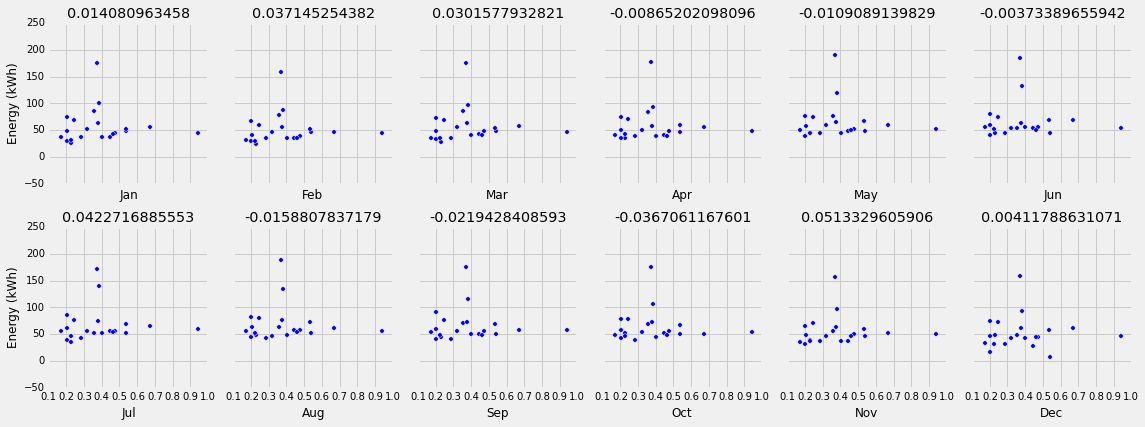 0.014080963458 0.037145254382 0.0301577932821 -0.00865202098096 -0.0109089139829 -0.00373389655942
250
200
150
100
50
0
−50
Energy (kWh)
Jan Feb Mar Apr May Jun
0.0422716885553 -0.0158807837179 -0.0219428408593 -0.0367061167601 0.0513329605906 0.00411788631071
250
200
150
100
50
0
−50
Energy (kWh)
0.1 0.2 0.3 0.4 0.5 0.6 0.7 0.8 0.9 1.0 0.1 0.2 0.3 0.4 0.5 0.6 0.7 0.8 0.9 1.0 0.1 0.2 0.3 0.4 0.5 0.6 0.7 0.8 0.9 1.0 0.1 0.2 0.3 0.4 0.5 0.6 0.7 0.8 0.9 1.0 0.1 0.2 0.3 0.4 0.5 0.6 0.7 0.8 0.9 1.0 0.1 0.2 0.3 0.4 0.5 0.6 0.7 0.8 0.9 1.0
Jul Aug Sep Oct Nov Dec